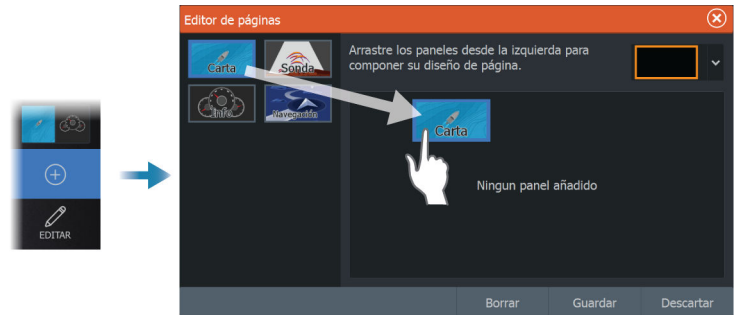 Editor de páginas
Carta
Sonda
Info
Navegación
Arrastre los paneles desde la izquierda para
componer su diseño de página.
Carta
Ningun panel añadido
EDITAR
Borrar
Guardar
Descartar